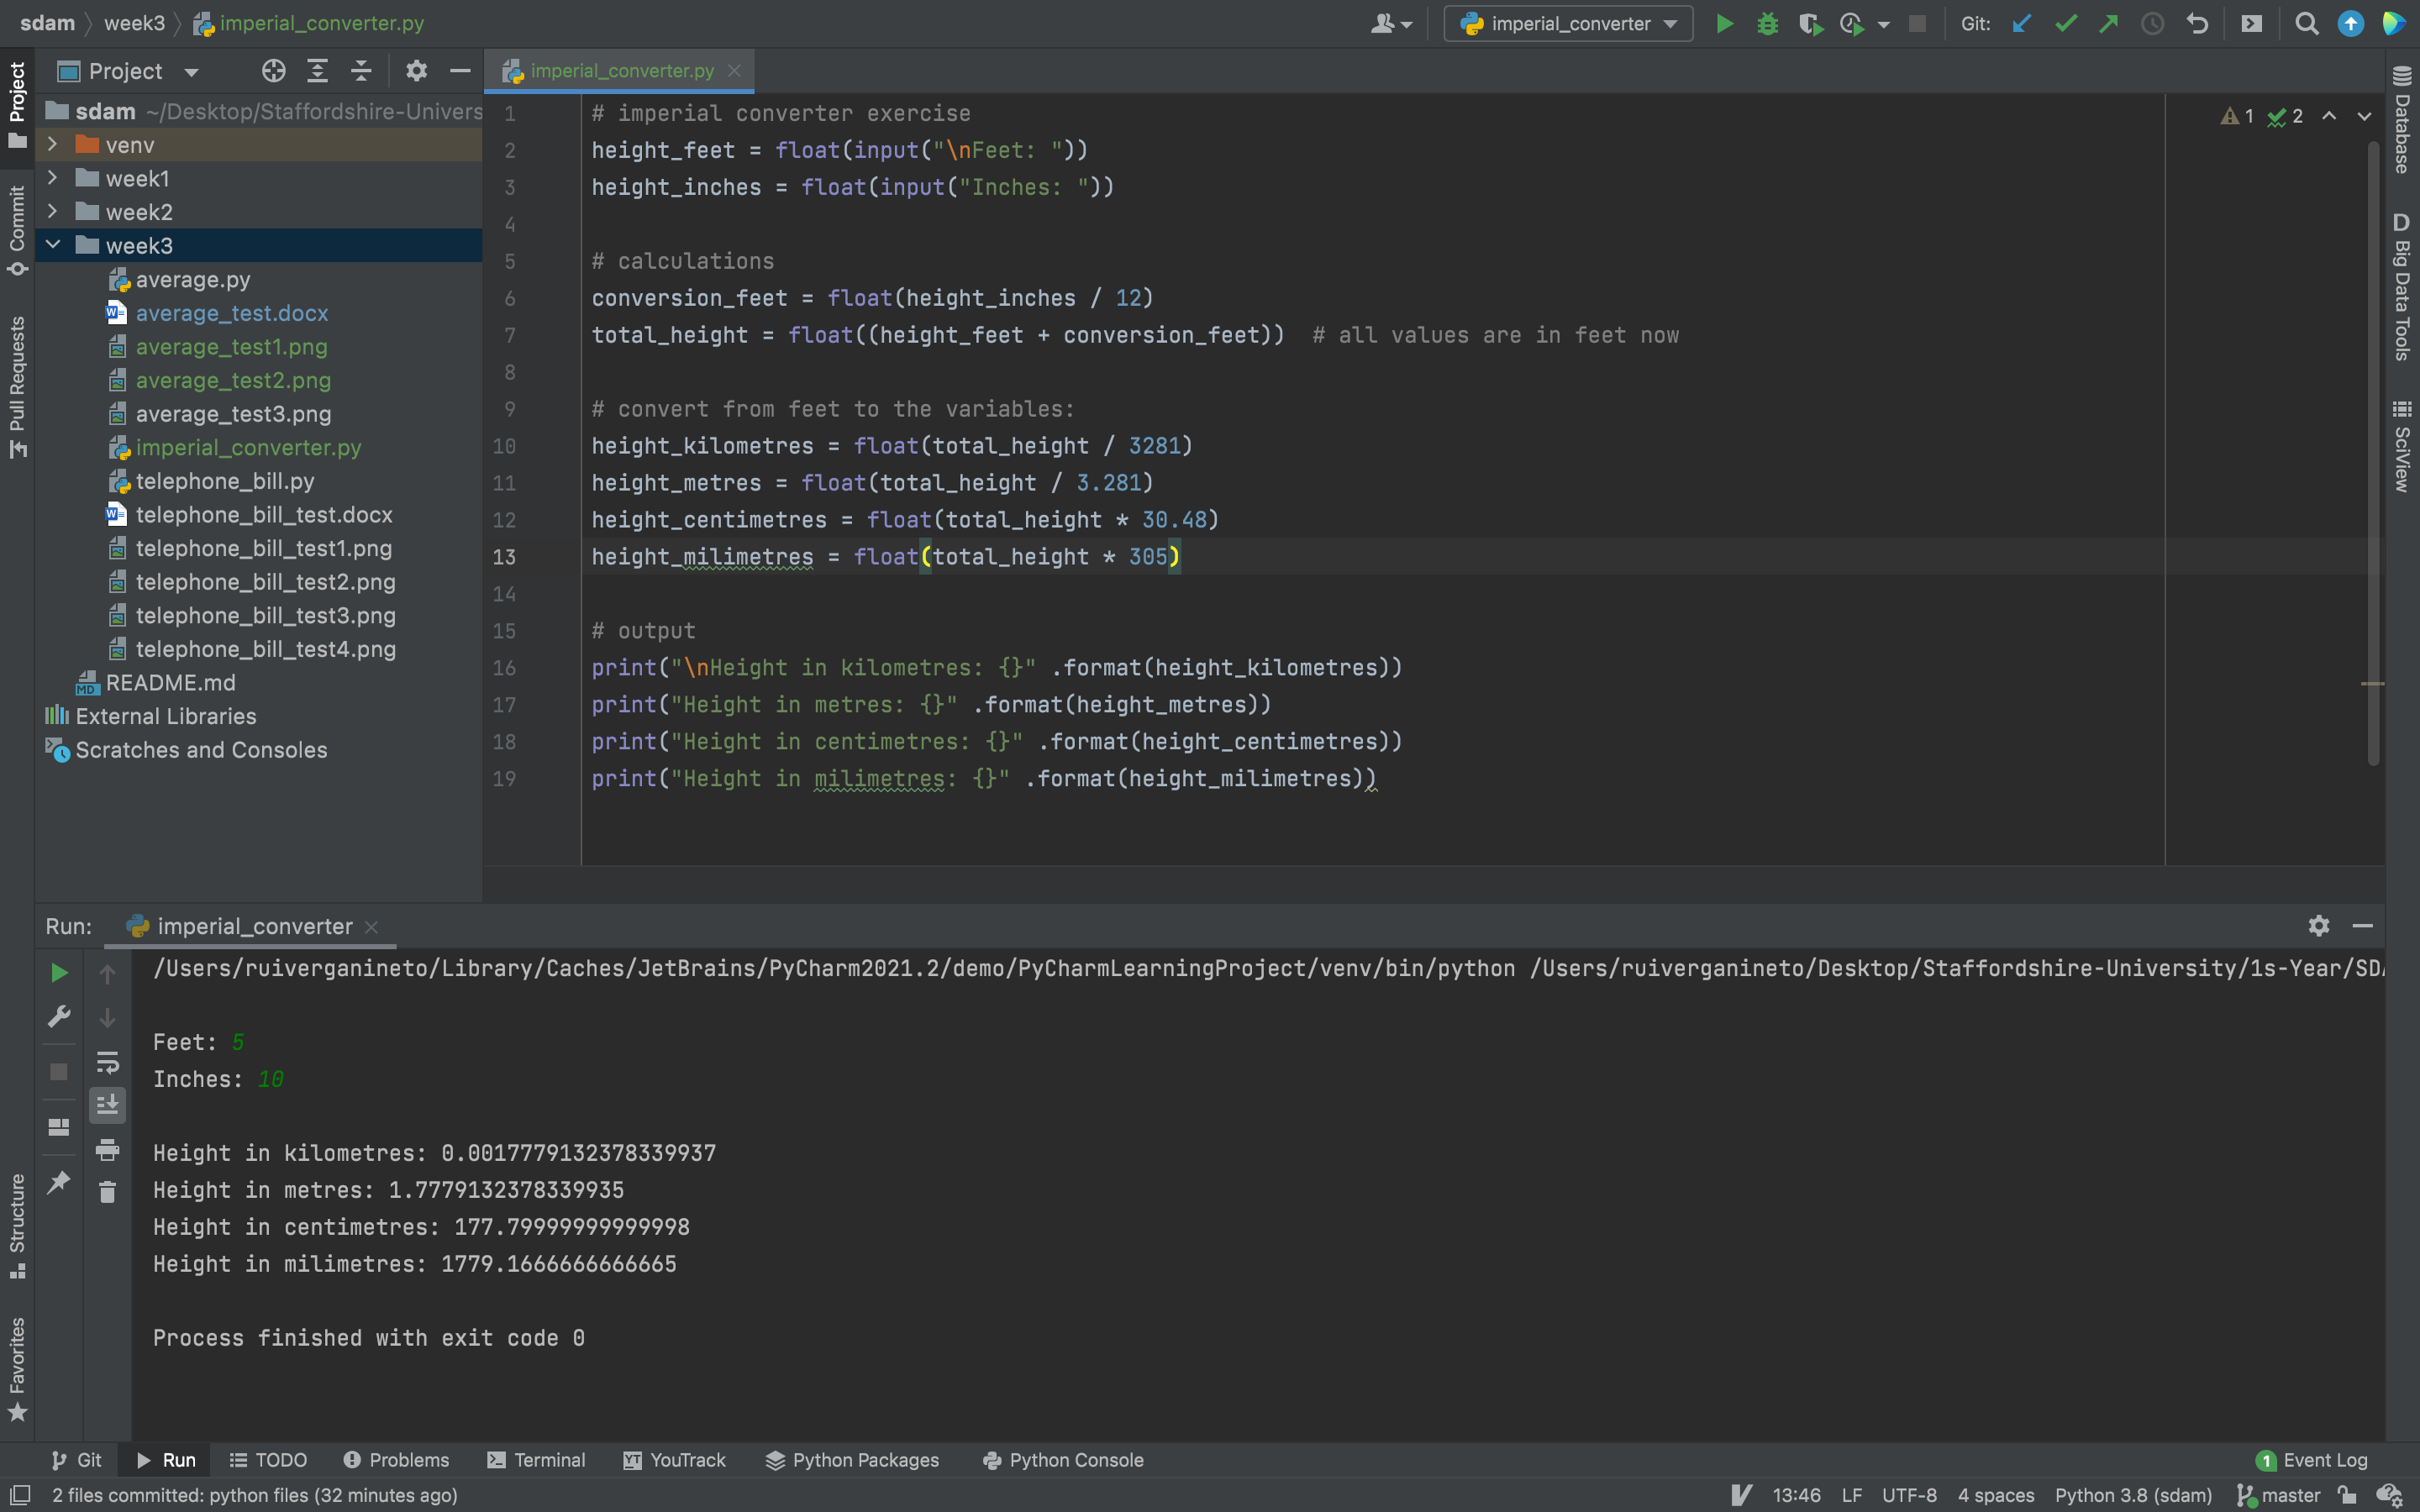 sdam week3 imperial_converter.py
imperial_converter
Git:
Project
imperial_converter.py
sdam ~/Desktop/Staffordshire-Univers
venv
week1
week2
week3
average.py
average_test.docx
average_test1.png
average_test2.png
average_test3.png
imperial_converter.py
telephone_bill.py
telephone_bill_test.docx
telephone_bill_test1.png
telephone_bill_test2.png
telephone_bill_test3.png
telephone_bill_test4.png
README.md
External Libraries
Scratches and Consoles
Project
Commit
Pull Requests
Structure
Favorites
1 # imperial converter exercise
2 height_feet = float(input("\nFeet: "))
3 height_inches = float(input("Inches: "))
4
5 # calculations
6 conversion_feet = float(height_inches / 12)
7 total_height = float((height_feet + conversion_feet))  # all values are in feet now
8
9 # convert from feet to the variables:
10 height_kilometres = float(total_height / 3281)
11 height_metres = float(total_height / 3.281)
12 height_centimetres = float(total_height * 30.48)
13 height_milimetres = float(total_height * 305)
14
15 # output
16 print("\nHeight in kilometres: {}" .format(height_kilometres))
17 print("Height in metres: {}" .format(height_metres))
18 print("Height in centimetres: {}" .format(height_centimetres))
19 print("Height in milimetres: {}" .format(height_milimetres))
1 2
Database
D Big Data Tools
SciView
Run: imperial_converter
/Users/ruiverganineto/Library/Caches/JetBrains/PyCharm2021.2/demo/PyCharmLearningProject/venv/bin/python /Users/ruiverganineto/Desktop/Staffordshire-University/1s-Year/SD
Feet: 5
Inches: 10
Height in kilometres: 0.0017779132378339937
Height in metres: 1.7779132378339935
Height in centimetres: 177.79999999999998
Height in milimetres: 1779.1666666666665
Process finished with exit code 0
Git Run TODO Problems Terminal YouTrack Python Packages Python Console 1 Event Log
2 files committed: python files (32 minutes ago) 13:46 LF UTF-8 4 spaces Python 3.8 (sdam) master